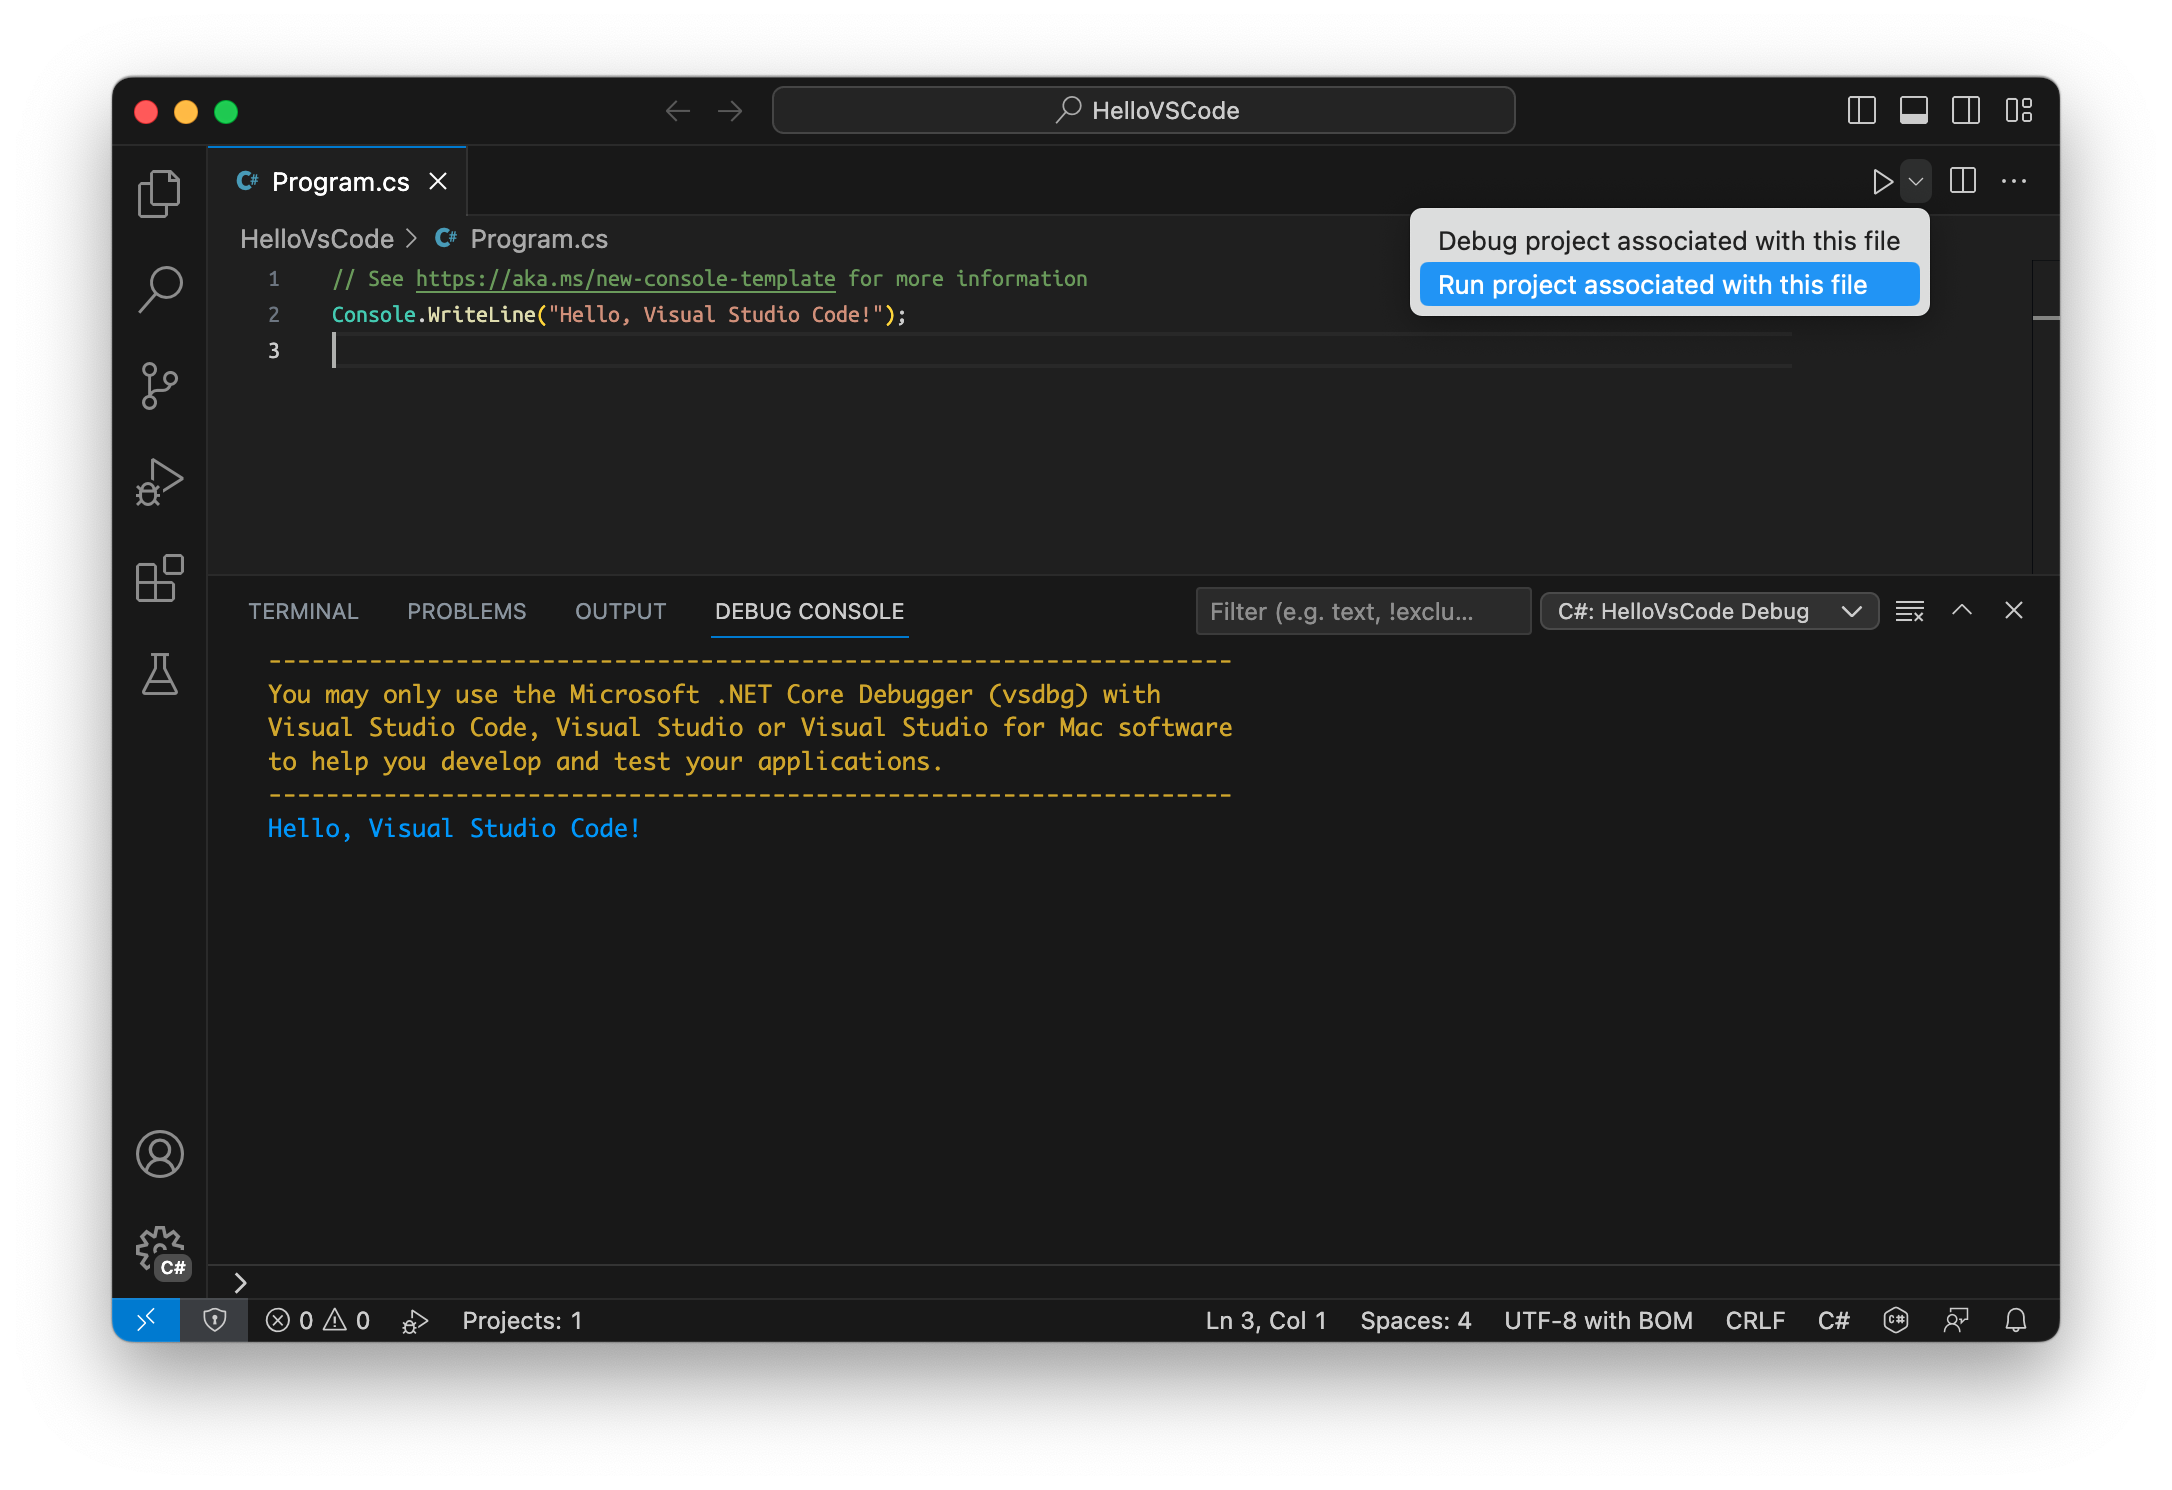 HelloVSCode
C# Program.cs
Debug project associated with this file
Run project associated with this file
HelloVsCode > C# Program.cs
1 // See https://aka.ms/new-console-template for more information
2 Console.WriteLine("Hello, Visual Studio Code!");
3
TERMINAL PROBLEMS OUTPUT DEBUG CONSOLE Filter (e.g. text, !exclu... C#: HelloVsCode Debug
-------------------------------------------------------------------
You may only use the Microsoft .NET Core Debugger (vsdbg) with
Visual Studio Code, Visual Studio or Visual Studio for Mac software
to help you develop and test your applications.
-------------------------------------------------------------------
Hello, Visual Studio Code!
C#
>
0 0 Projects: 1 Ln 3, Col 1 Spaces: 4 UTF-8 with BOM CRLF C# C#